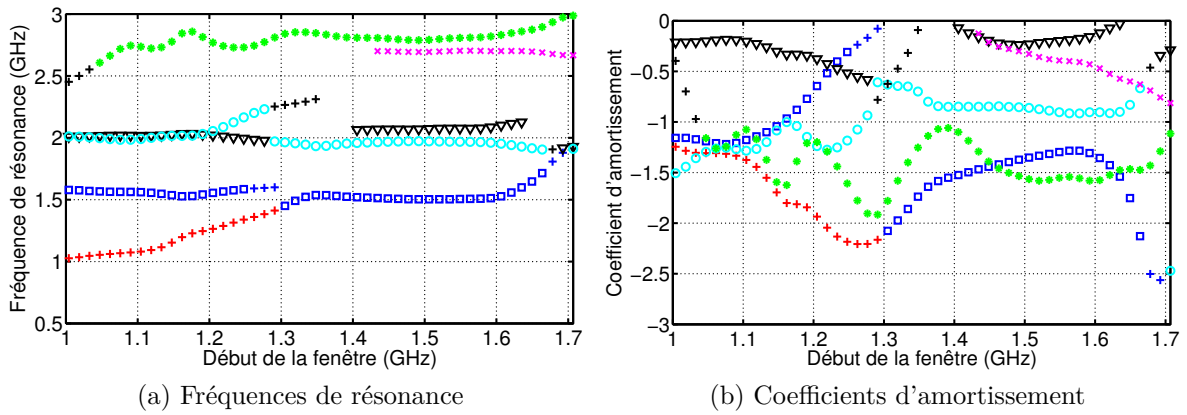 3
2.5
2
1.5
1
0.5
Fréquence de résonance (GHz)
1 1.1 1.2 1.3 1.4 1.5 1.6 1.7
Début de la fenêtre (GHz)
(a) Fréquences de résonance
0
−0.5
−1
−1.5
−2
−2.5
−3
Coefficient d'amortissement
1 1.1 1.2 1.3 1.4 1.5 1.6 1.7
Début de la fenêtre (GHz)
(b) Coefficients d'amortissement